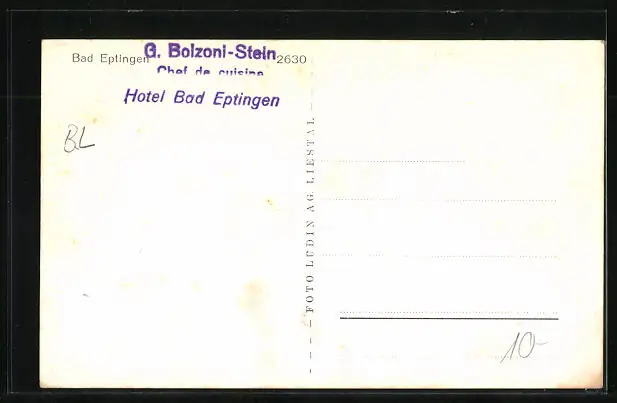 Bad Eptingen 2630
G. Bolzoni-Stein
Chef de cuisine
Hotel Bad Eptingen
BL
FOTO LÜDIN AG. LIESTAL
10-